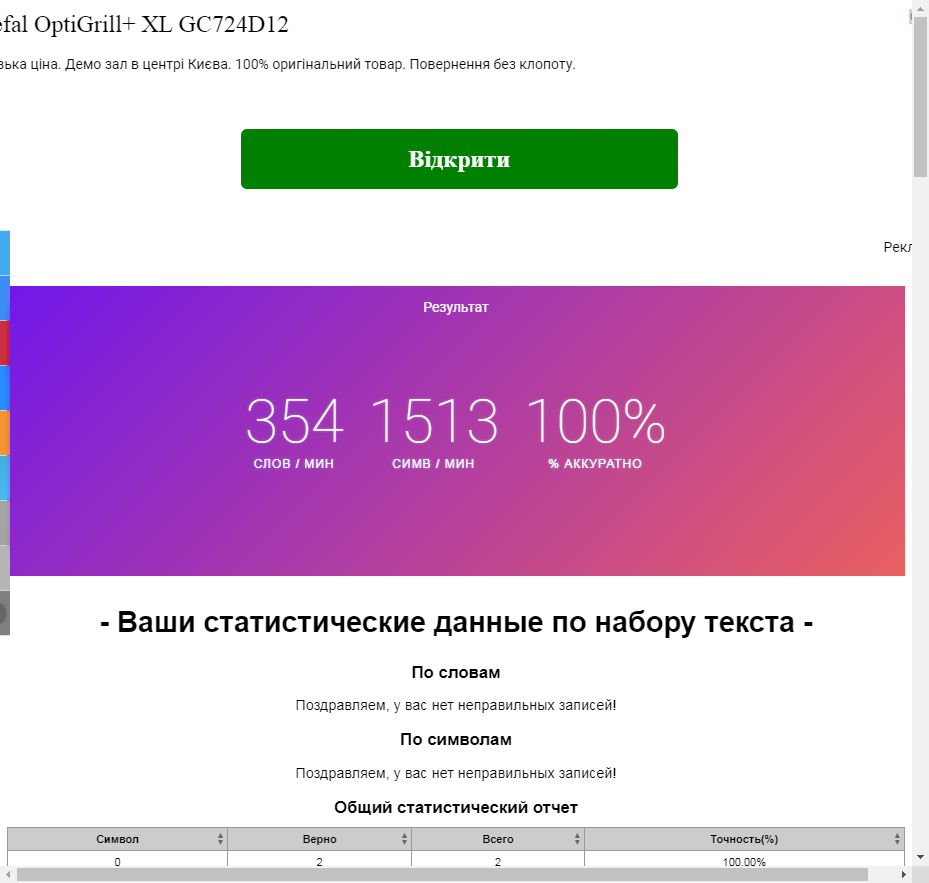 efal OptiGrill+ XL GC724D12
зька ціна. Демо зал в центрі Києва. 100% оригінальний товар. Повернення без клопоту.
Відкрити
Рекл
Результат
354 1513 100%
СЛОВ / МИН СИМВ / МИН % АККУРАТНО
- Ваши статистические данные по набору текста -
По словам
Поздравляем, у вас нет неправильных записей!
По символам
Поздравляем, у вас нет неправильных записей!
Общий статистический отчет
Символ Верно Всего Точность(%)
0 2 2 100.00%